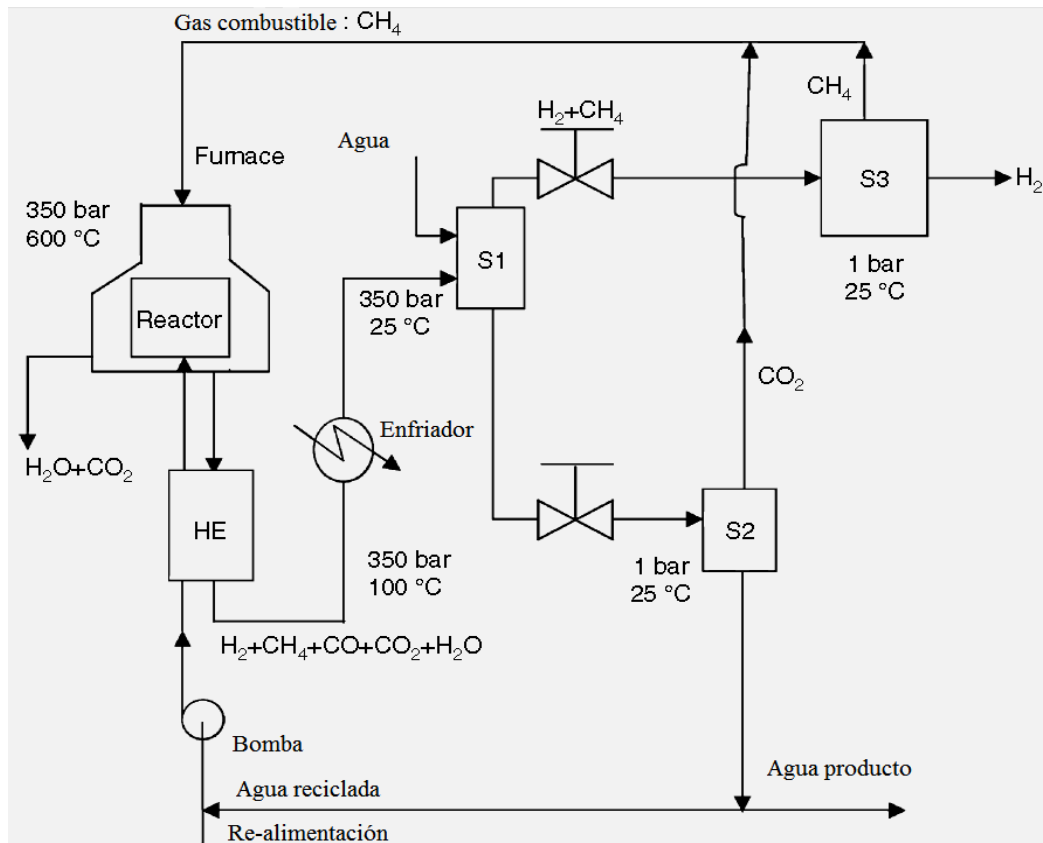 Gas combustible : CH₄
H₂+CH₄
CH₄
Agua
Furnace
S3
H₂
350 bar
600 °C
S1
1 bar
25 °C
350 bar
25 °C
Reactor
CO₂
Enfriador
H₂O+CO₂
HE
S2
350 bar
100 °C
1 bar
25 °C
H₂+CH₄+CO+CO₂+H₂O
Bomba
Agua producto
Agua reciclada
Re-alimentación